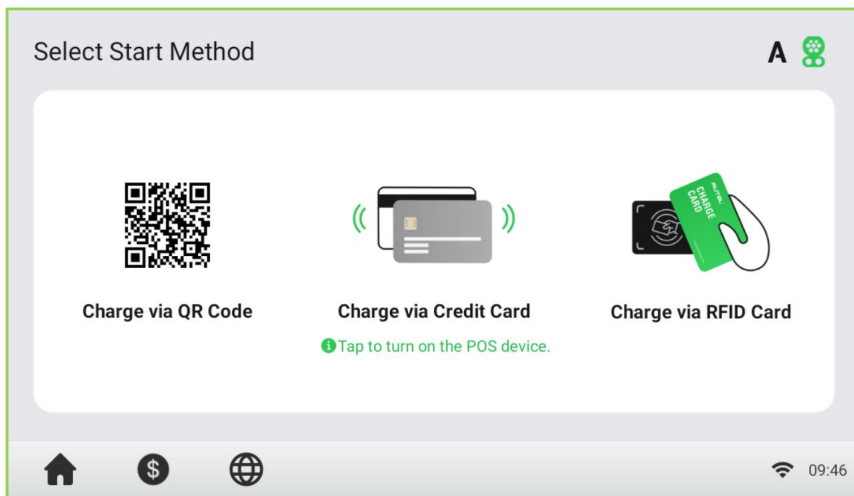 Select Start Method
A
AUTEL
CHARGE
CARD
Charge via QR Code
Charge via Credit Card
Charge via RFID Card
Tap to turn on the POS device.
$
09:46